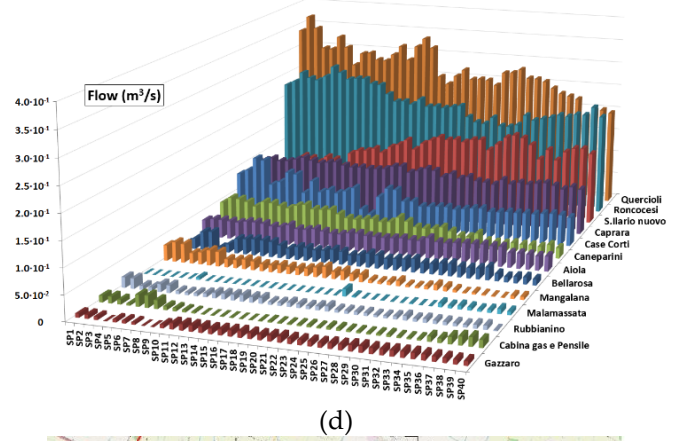 Flow (m³/s)
4.0·10⁻¹
3.5·10⁻¹
3.0·10⁻¹
2.5·10⁻¹
2.0·10⁻¹
1.5·10⁻¹
1.0·10⁻¹
5.0·10⁻²
0
SP1
SP2
SP3
SP4
SP5
SP6
SP7
SP8
SP9
SP10
SP11
SP12
SP13
SP14
SP15
SP16
SP17
SP18
SP19
SP20
SP21
SP22
SP23
SP24
SP25
SP26
SP27
SP28
SP29
SP30
SP31
SP32
SP33
SP34
SP35
SP36
SP37
SP38
SP39
SP40
Quercioli
Roncocesi
S.Ilario nuovo
Caprara
Case Corti
Caneparini
Aiola
Bellarosa
Mangalana
Malamassata
Rubbianino
Cabina gas e Pensile
Gazzaro
(d)